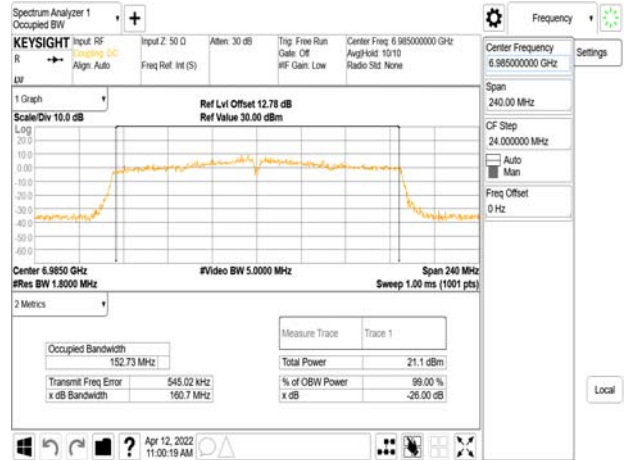 Spectrum Analyzer 1
Occupied BW
+
Frequency
KEYSIGHT
R
Input: RF
Coupling: DC
Align: Auto
Input Z: 50 Ω
Freq Ref: Int (S)
Atten: 30 dB
Trig: Free Run
Gate: Off
#IF Gain: Low
Center Freq: 6.985000000 GHz
Avg|Hold: 10/10
Radio Std: None
Center Frequency
6.985000000 GHz
Settings
Span
240.00 MHz
CF Step
24.000000 MHz
Auto
Man
Freq Offset
0 Hz
Local
1 Graph
Scale/Div 10.0 dB
Ref Lvl Offset 12.78 dB
Ref Value 30.00 dBm
Log
20.0
10.0
0.00
-10.0
-20.0
-30.0
-40.0
-50.0
-60.0
Center 6.9850 GHz
#Video BW 5.0000 MHz
Span 240 MHz
#Res BW 1.8000 MHz
Sweep 1.00 ms (1001 pts)
2 Metrics
Measure Trace Trace 1
Occupied Bandwidth
152.73 MHz
Total Power 21.1 dBm
Transmit Freq Error 545.02 kHz
% of OBW Power 99.00 %
x dB Bandwidth 160.7 MHz
x dB -26.00 dB
?
Apr 12, 2022
11:00:19 AM